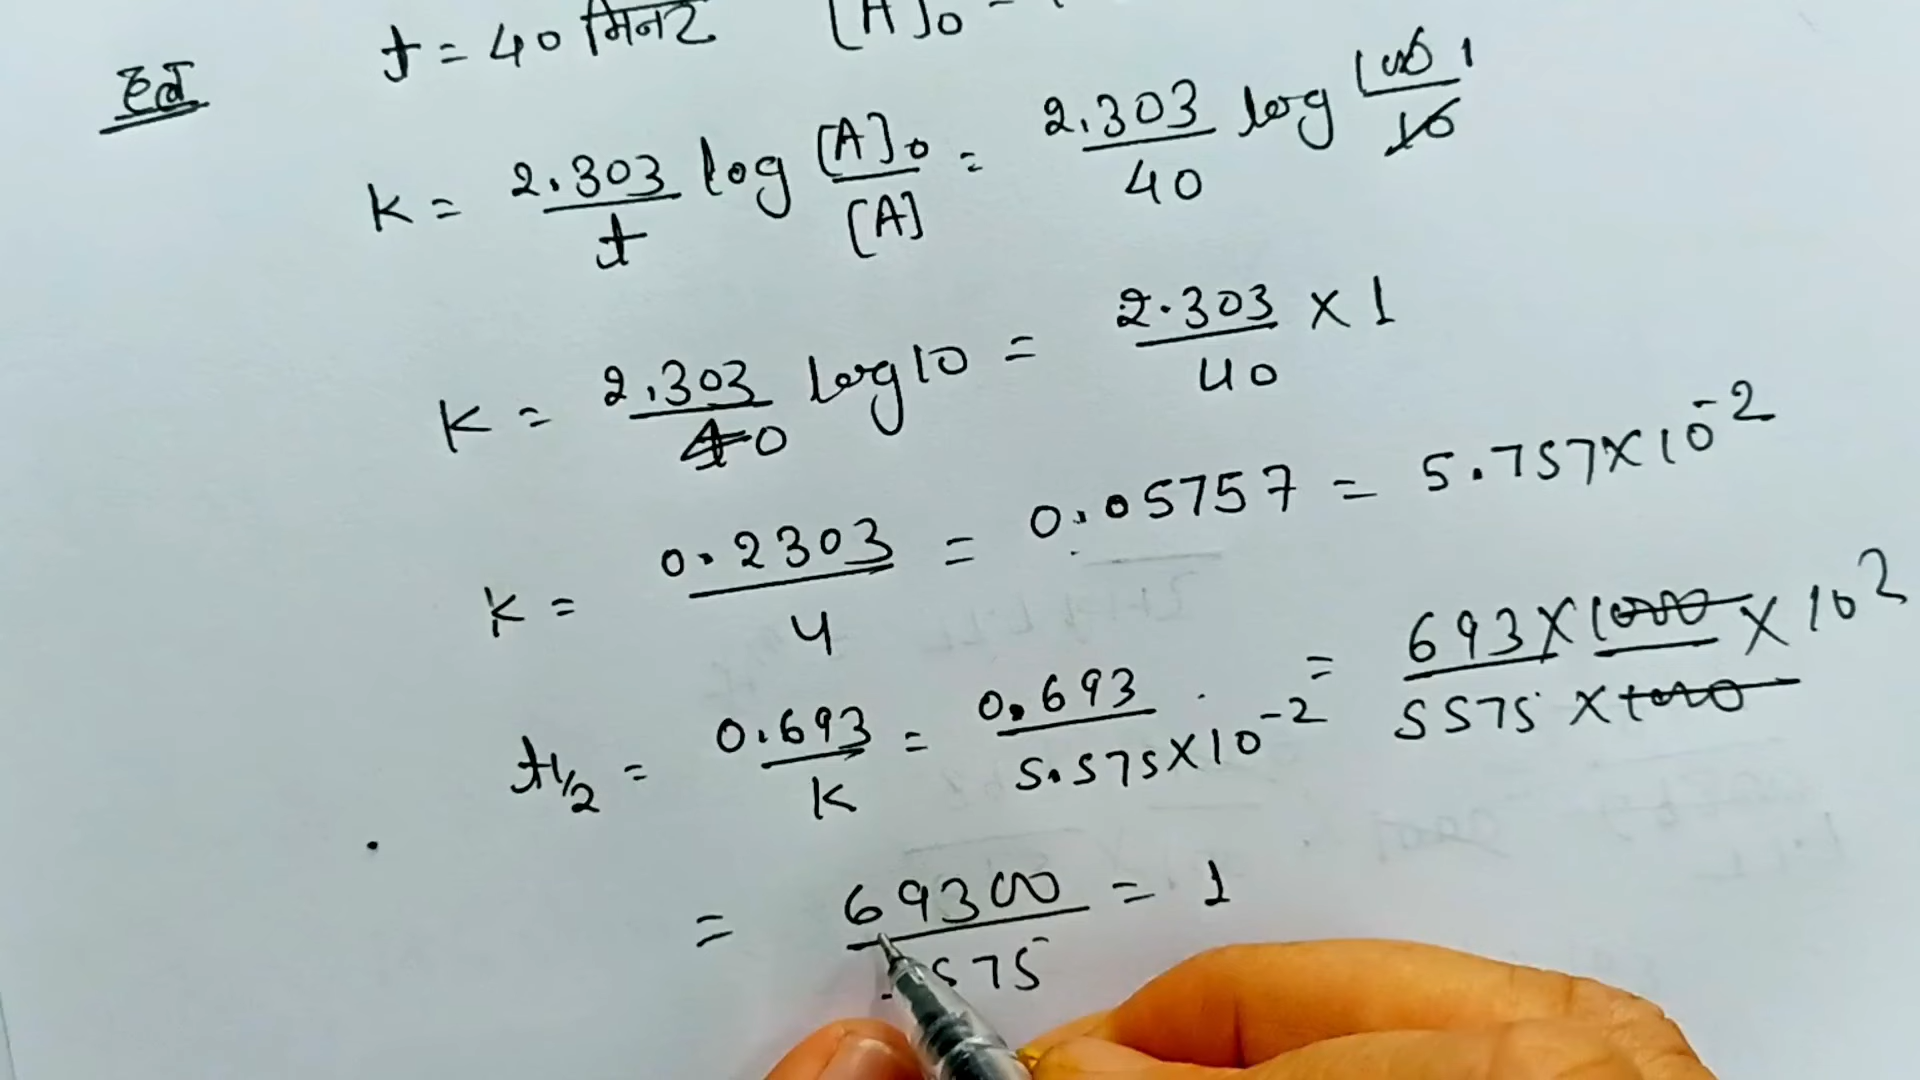 t = 40 मिनट [A]₀ -
हल
K = 2.303/t log [A]₀/[A] = 2.303/40 log 100/10
K = 2.303/40 log10 = 2.303/40 × 1
K = 0.2303/4 = 0.05757 = 5.757×10⁻²
t1/2 = 0.693/K = 0.693/5.575×10⁻² = 693×1000×10²/5575×1000
= 69300/575 = 1